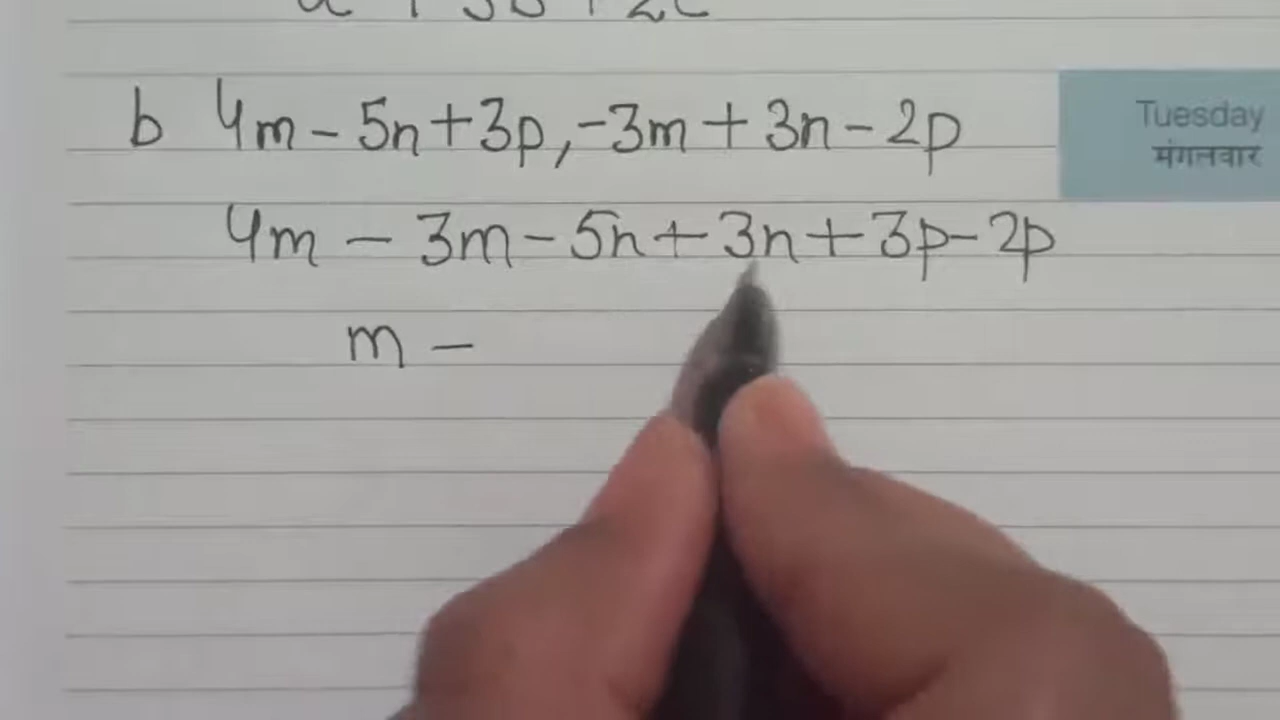 b 4m - 5n + 3p, -3m + 3n - 2p
Tuesday
मंगलवार
4m - 3m - 5n + 3n + 3p - 2p
m -